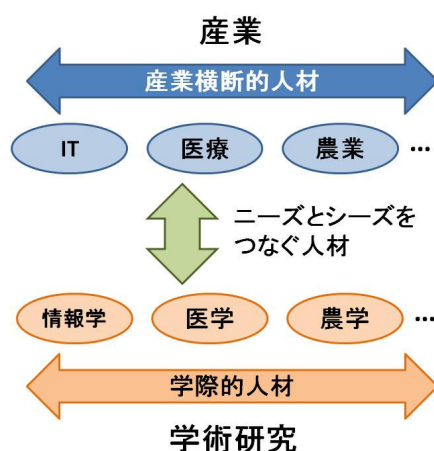 産業
産業横断的人材
IT 医療 農業 …
ニーズとシーズを
つなぐ人材
情報学 医学 農学 …
学際的人材
学術研究